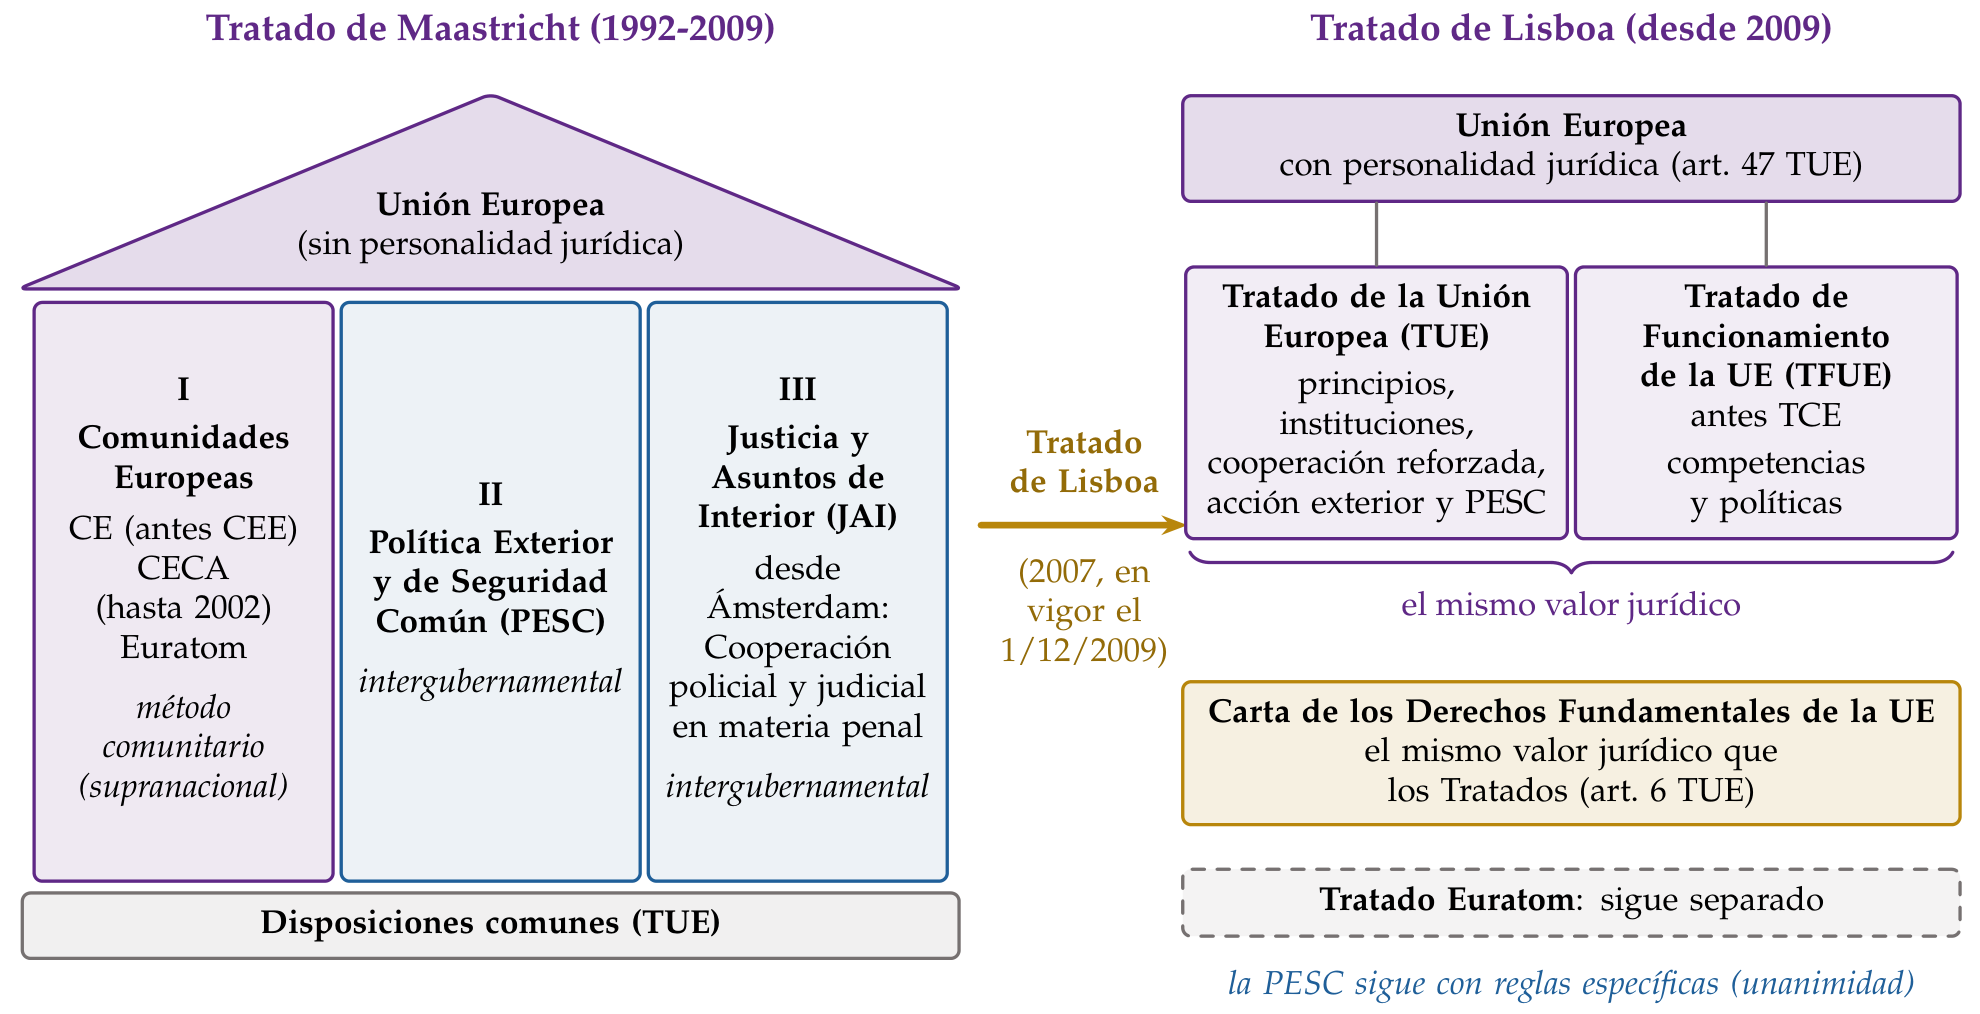 Tratado de Maastricht (1992-2009)
Unión Europea
(sin personalidad jurídica)
I
Comunidades
Europeas
CE (antes CEE)
CECA
(hasta 2002)
Euratom
método
comunitario
(supranacional)
II
Política Exterior
y de Seguridad
Común (PESC)
intergubernamental
III
Justicia y
Asuntos de
Interior (JAI)
desde
Ámsterdam:
Cooperación
policial y judicial
en materia penal
intergubernamental
Disposiciones comunes (TUE)
Tratado
de Lisboa
(2007, en
vigor el
1/12/2009)
Tratado de Lisboa (desde 2009)
Unión Europea
con personalidad jurídica (art. 47 TUE)
Tratado de la Unión
Europea (TUE)
principios,
instituciones,
cooperación reforzada,
acción exterior y PESC
Tratado de
Funcionamiento
de la UE (TFUE)
antes TCE
competencias
y políticas
el mismo valor jurídico
Carta de los Derechos Fundamentales de la UE
el mismo valor jurídico que
los Tratados (art. 6 TUE)
Tratado Euratom: sigue separado
la PESC sigue con reglas específicas (unanimidad)